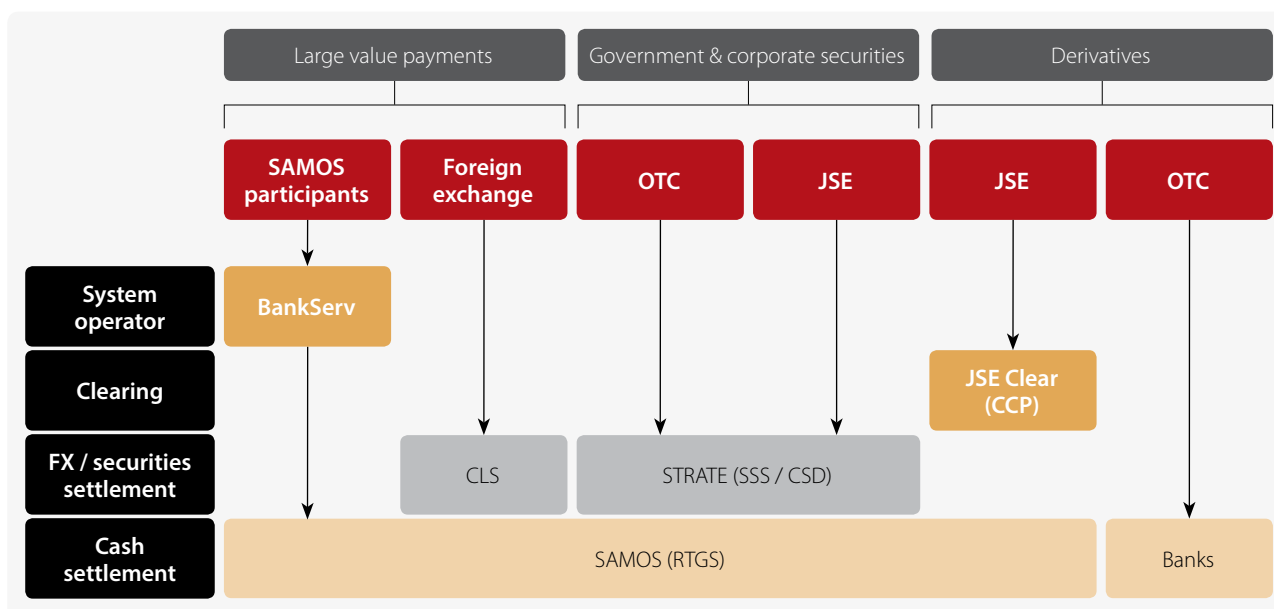 Large value payments
Government & corporate securities
Derivatives
SAMOS
participants
Foreign
exchange
OTC
JSE
JSE
OTC
System
operator
BankServ
Clearing
JSE Clear
(CCP)
FX / securities
settlement
CLS
STRATE (SSS / CSD)
Cash
settlement
SAMOS (RTGS)
Banks